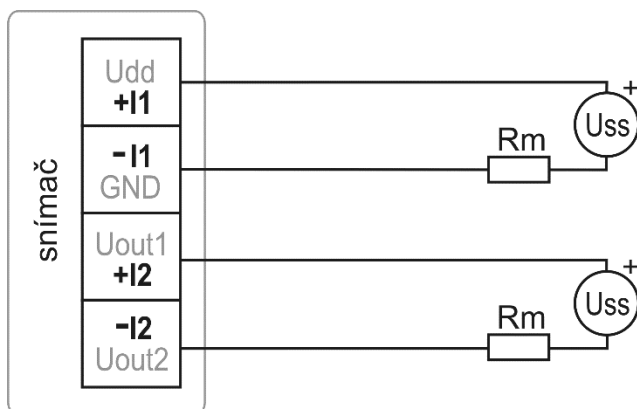 snímač
Udd
+I1
-I1
GND
Uout1
+I2
-I2
Uout2
Rm
+
Uss
Rm
+
Uss